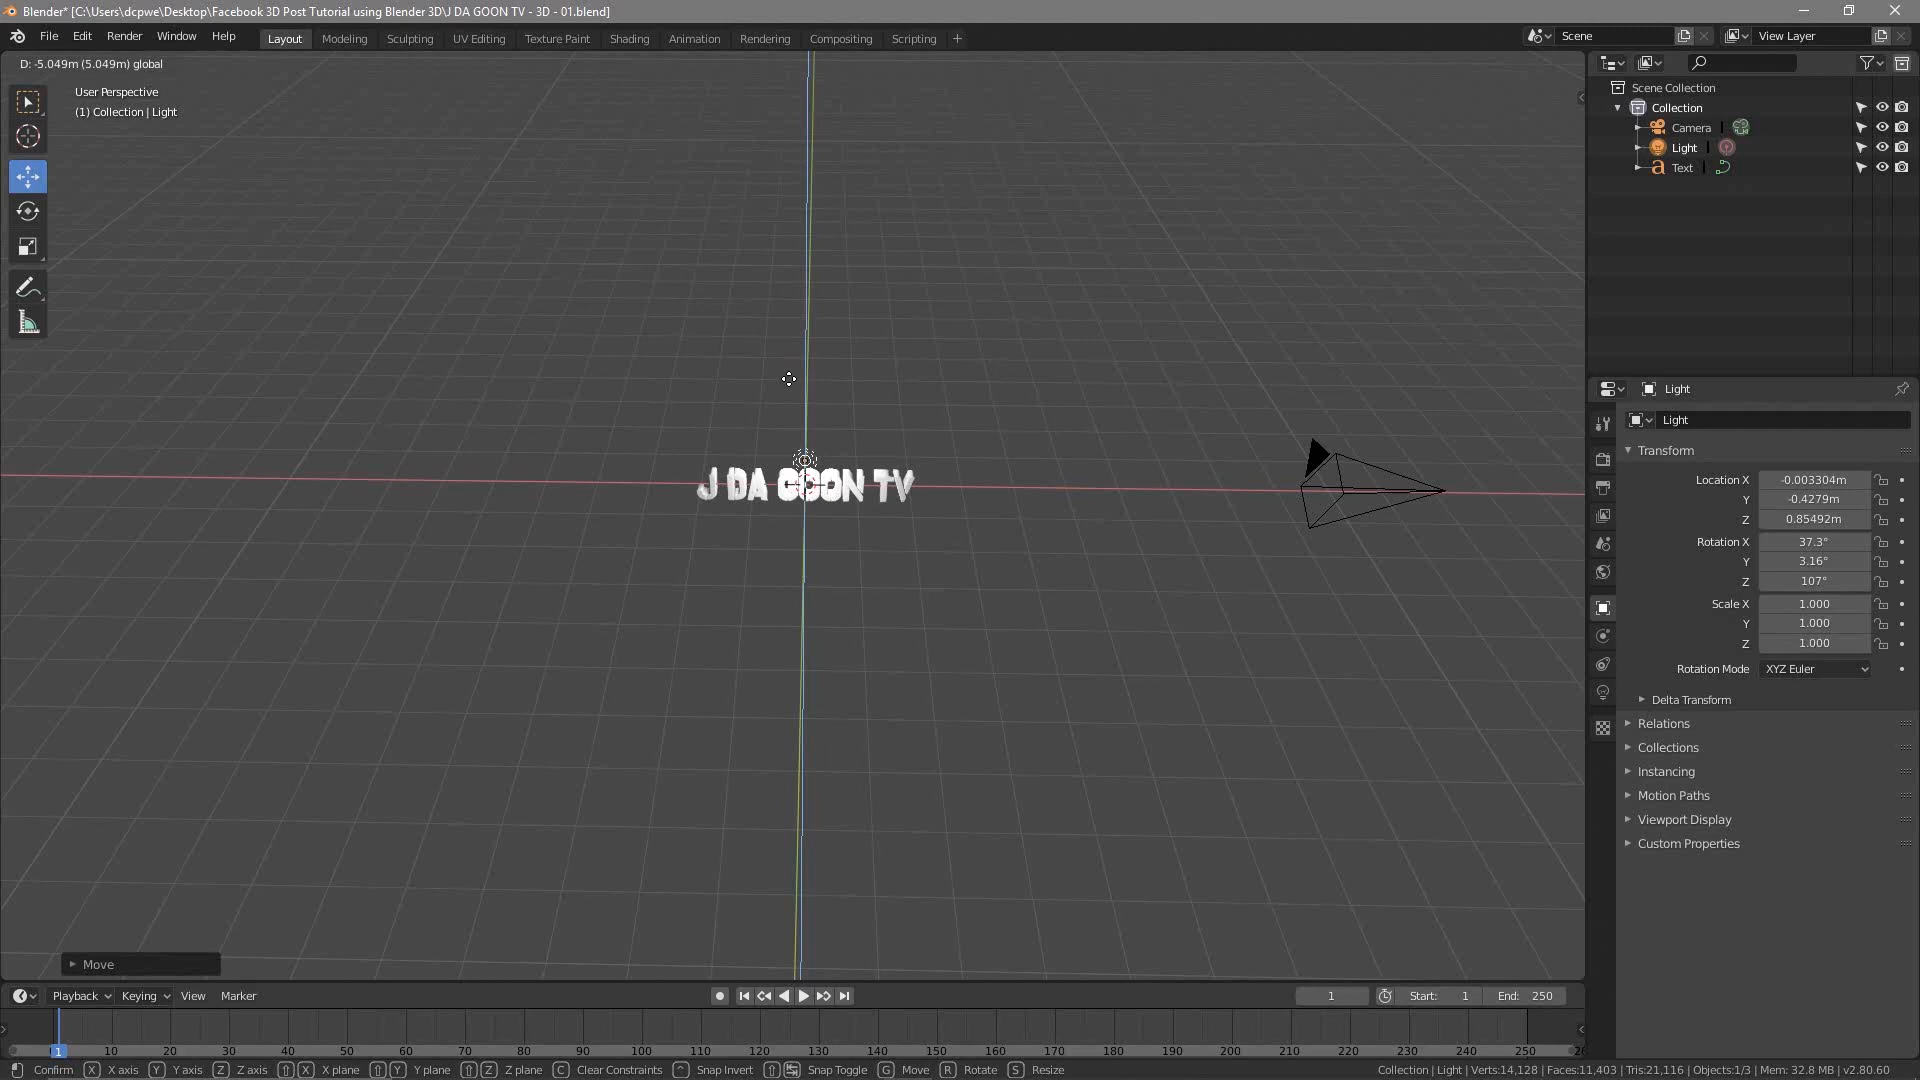 Blender* [C:\Users\dcpwe\Desktop\Facebook 3D Post Tutorial using Blender 3D\J DA GOON TV - 3D - 01.blend]
File Edit Render Window Help Layout Modeling Sculpting UV Editing Texture Paint Shading Animation Rendering Compositing Scripting + Scene View Layer
D: -5.049m (5.049m) global
User Perspective
(1) Collection | Light
Scene Collection
Collection
Camera
Light
Text
J DA GOON TV
Light
Light
Transform
Location X -0.003304m
Y -0.4279m
Z 0.85492m
Rotation X 37.3°
Y 3.16°
Z 107°
Scale X 1.000
Y 1.000
Z 1.000
Rotation Mode XYZ Euler
Delta Transform
Relations
Collections
Instancing
Motion Paths
Viewport Display
Custom Properties
Move
Playback Keying View Marker 1 Start: 1 End: 250
1 10 20 30 40 50 60 70 80 90 100 110 120 130 140 150 160 170 180 190 200 210 220 230 240 250
Confirm X X axis Y Y axis Z Z axis X X plane Y Y plane Z Z plane C Clear Constraints Snap Invert Snap Toggle G Move R Rotate S Resize Collection | Light | Verts:14,128 | Faces:11,403 | Tris:21,116 | Objects:1/3 | Mem: 32.8 MB | v2.80.60